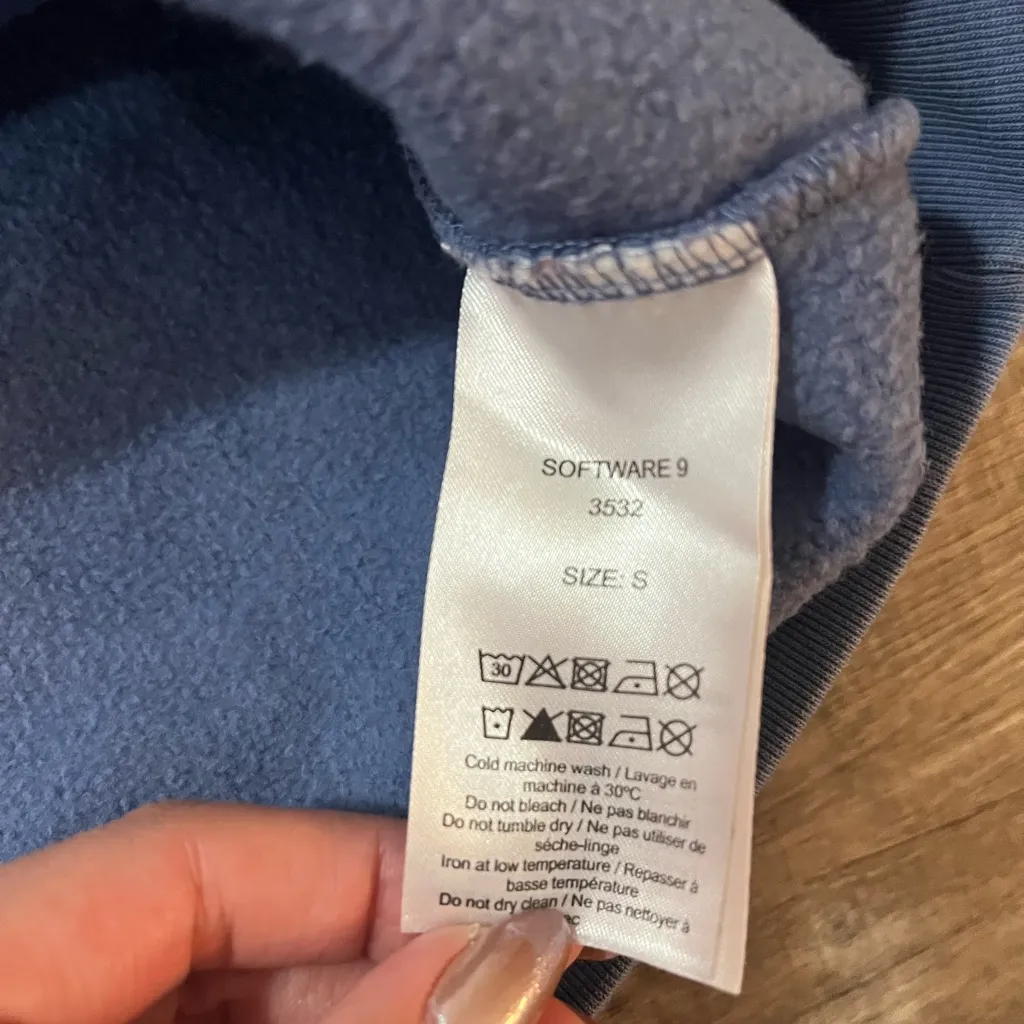 SOFTWARE 9
3532
SIZE: S
30
Cold machine wash / Lavage en
machine à 30ºC
Do not bleach / Ne pas blanchir
Do not tumble dry / Ne pas utiliser de
séche-linge
Iron at low temperature / Repasser à
basse température
Do not dry clean / Ne pas nettoyer à